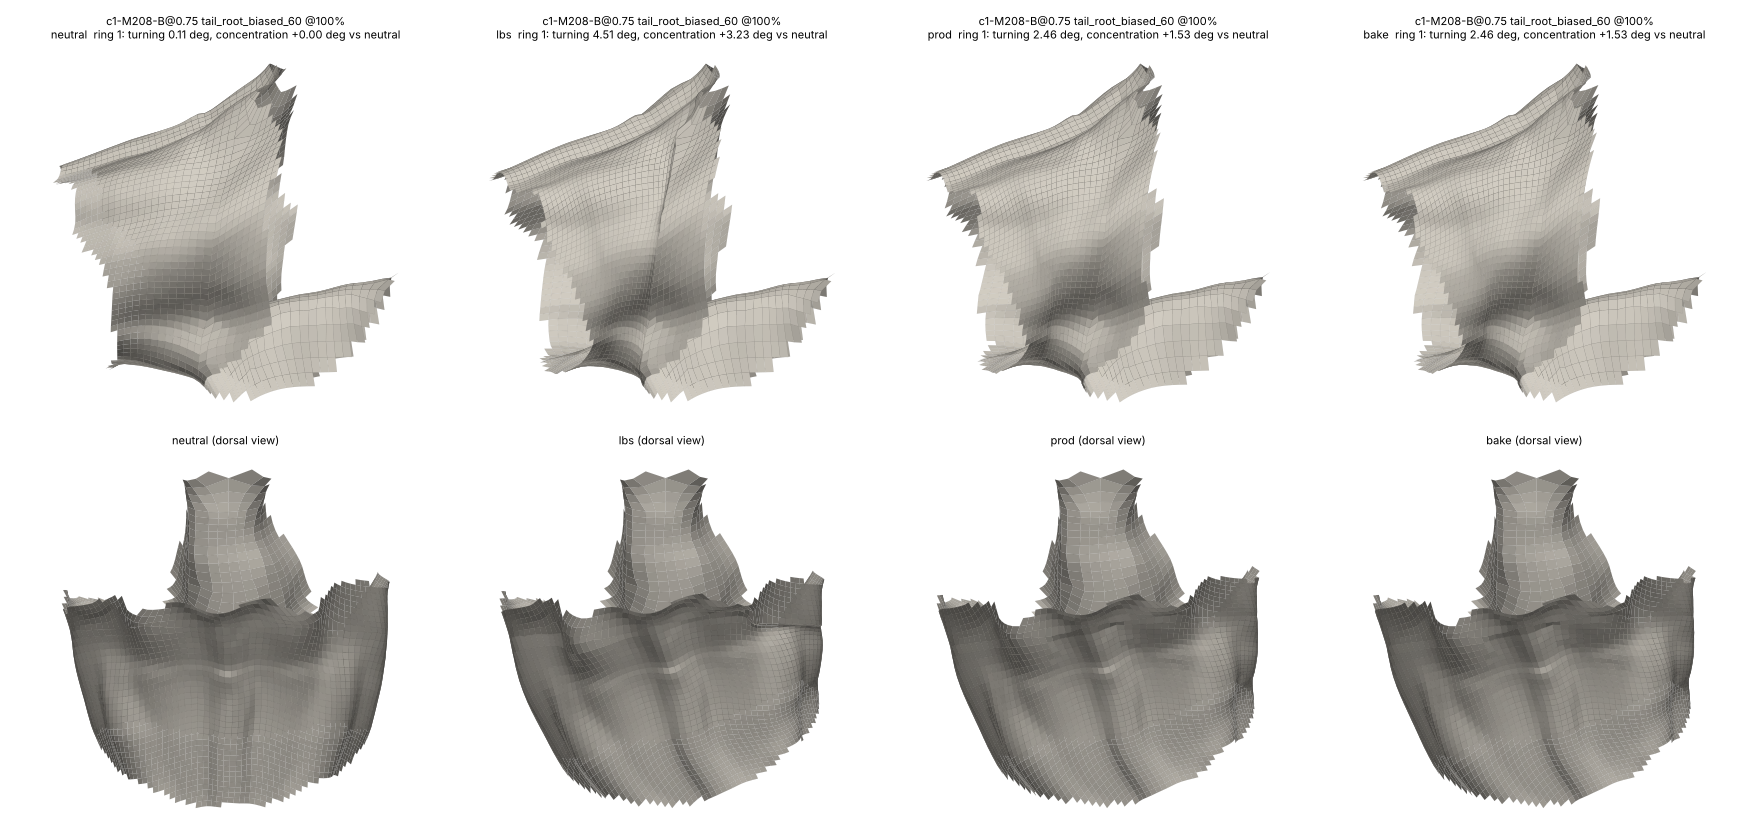 c1-M208-B@0.75 tail_root_biased_60 @100%
neutral  ring 1: turning 0.11 deg, concentration +0.00 deg vs neutral
c1-M208-B@0.75 tail_root_biased_60 @100%
lbs  ring 1: turning 4.51 deg, concentration +3.23 deg vs neutral
c1-M208-B@0.75 tail_root_biased_60 @100%
prod  ring 1: turning 2.46 deg, concentration +1.53 deg vs neutral
c1-M208-B@0.75 tail_root_biased_60 @100%
bake  ring 1: turning 2.46 deg, concentration +1.53 deg vs neutral
neutral (dorsal view)
lbs (dorsal view)
prod (dorsal view)
bake (dorsal view)